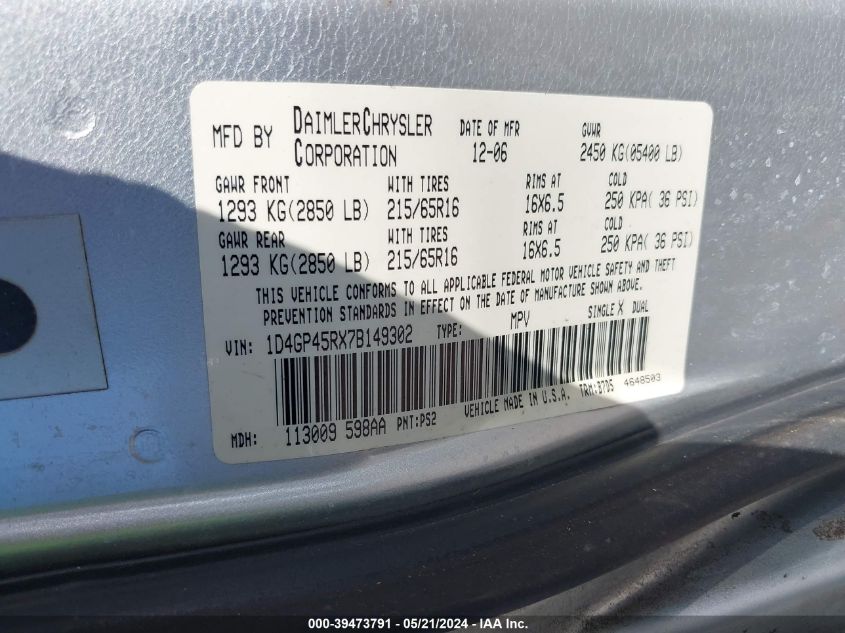 MFD BY DAIMLERCHRYSLER CORPORATION DATE OF MFR 12-06 GVWR 2450 KG(05400 LB)
GAWR FRONT WITH TIRES RIMS AT COLD
1293 KG(2850 LB) 215/65R16 16X6.5 250 KPA( 36 PSI)
GAWR REAR WITH TIRES RIMS AT COLD
1293 KG(2850 LB) 215/65R16 16X6.5 250 KPA( 36 PSI)
THIS VEHICLE CONFORMS TO ALL APPLICABLE FEDERAL MOTOR VEHICLE SAFETY AND THEFT
PREVENTION STANDARDS IN EFFECT ON THE DATE OF MANUFACTURE SHOWN ABOVE.
VIN: 1D4GP45RX7B149302 TYPE: MPV SINGLE X DUAL
MDH: 113009 598AA PNT:PS2 VEHICLE MADE IN U.S.A. TRM:B7D5 4648503
000-39473791 / 05/21/2024 / IAA Inc.